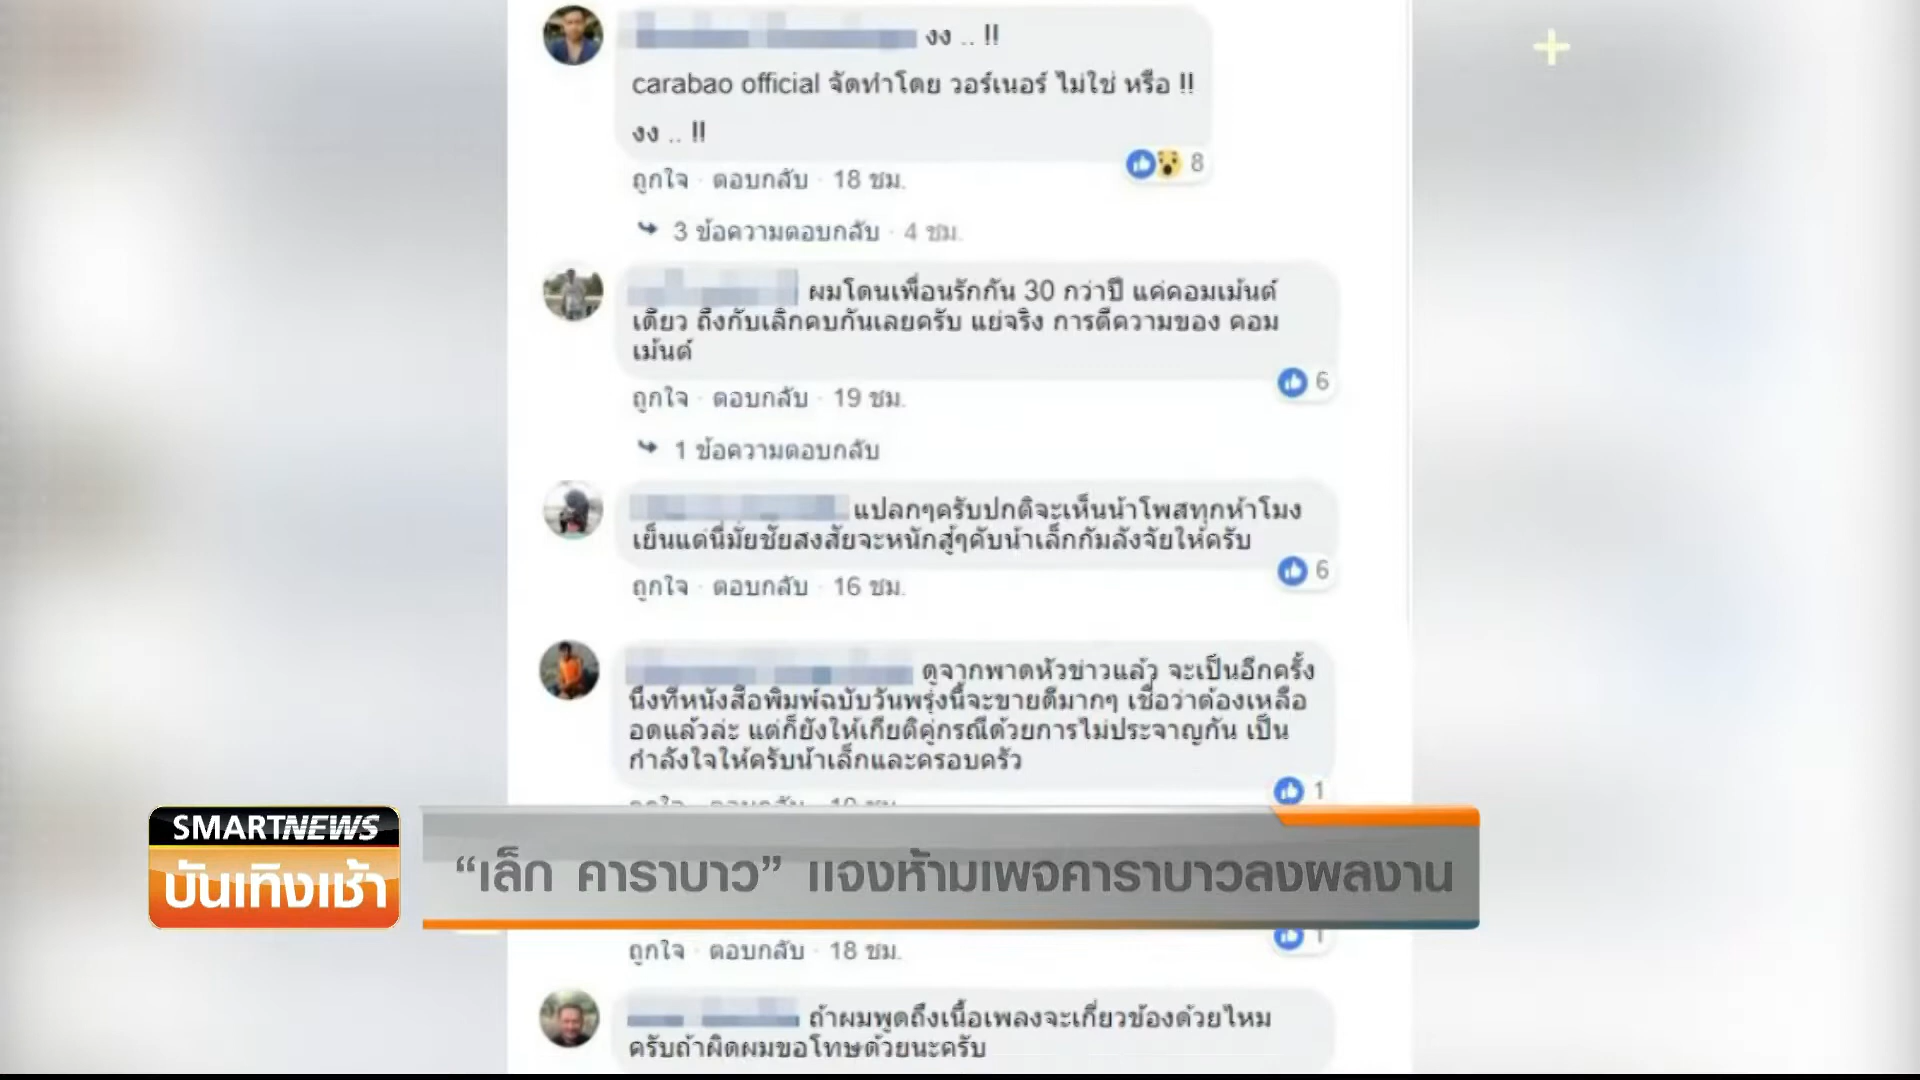 งง .. !!
carabao official จัดทำโดย วอร์เนอร์ ไม่ใช่ หรือ !!
งง .. !!
8
ถูกใจ · ตอบกลับ · 18 ชม.
3 ข้อความตอบกลับ · 4 ชม.
ผมโดนเพื่อนรักกัน 30 กว่าปี แค่คอมเม้นต์
เดียว ถึงกับเลิกคบกันเลยครับ แย่จริง การตีความของ คอม
เม้นต์
6
ถูกใจ · ตอบกลับ · 19 ชม.
1 ข้อความตอบกลับ
แปลกๆครับปกติจะเห็นน้าโพสทุกห้าโมง
เย็นแต่นี่มั่ยชัยสงสัยจะหนักสู้ๆคับน้าเล็กกัมลังจัยให้ครับ
6
ถูกใจ · ตอบกลับ · 16 ชม.
ดูจากพาดหัวข่าวแล้ว จะเป็นอีกครั้ง
นึงที่หนังสือพิมพ์ฉบับวันพรุ่งนี้จะขายดีมากๆ เชื่อว่าต้องเหลือ
อดแล้วล่ะ แต่ก็ยังให้เกียติคู่กรณีด้วยการไม่ประจาญกัน เป็น
กำลังใจให้ครับน้าเล็กและครอบครัว
1
SMARTNEWS
บันเทิงเช้า
“เล็ก คาราบาว” แจงห้ามเพจคาราบาวลงผลงาน
1
ถูกใจ · ตอบกลับ · 18 ชม.
ถ้าผมพูดถึงเนื้อเพลงจะเกี่ยวข้องด้วยไหม
ครับถ้าผิดผมขอโทษด้วยนะครับ